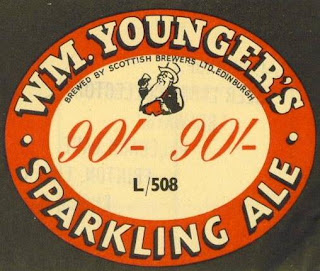 WM. YOUNGER'S
BREWED BY SCOTTISH BREWERS LTD., EDINBURGH
90/- 90/-
L/508
· SPARKLING ALE ·